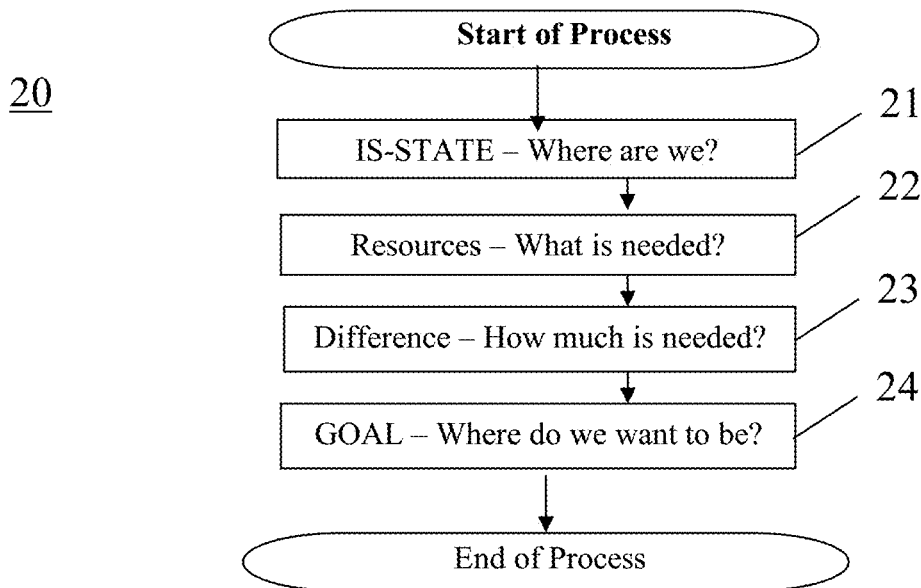 Start of Process
20
21
IS-STATE – Where are we?
22
Resources – What is needed?
23
Difference – How much is needed?
24
GOAL – Where do we want to be?
End of Process